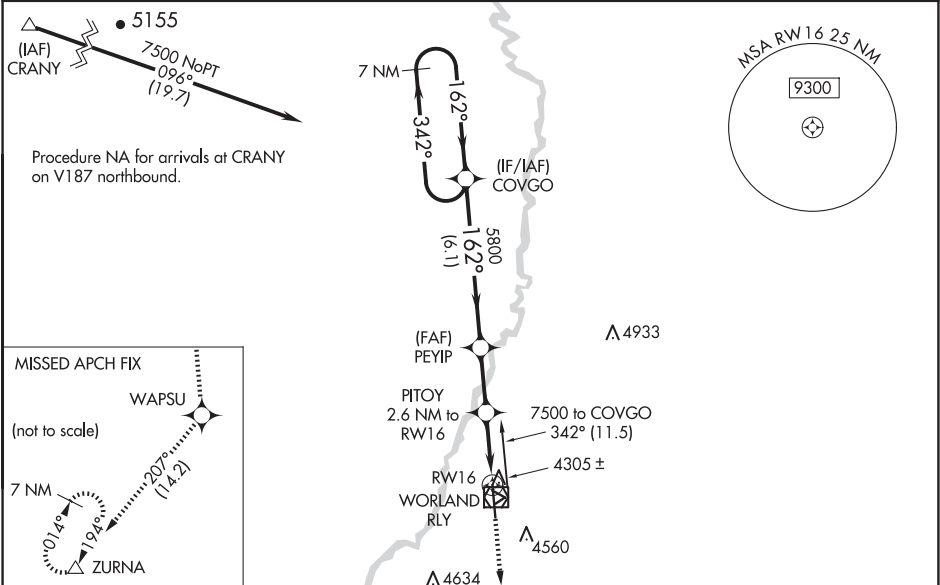 5155
(IAF)
CRANY
7500 NoPT
096°
(19.7)
Procedure NA for arrivals at CRANY
on V187 northbound.
7 NM
162°
342°
(IF/IAF)
COVGO
5800
162°
(6.1)
MSA RW16 25 NM
9300
(FAF)
PEYIP
4933
PITOY
2.6 NM to
RW16
7500 to COVGO
342° (11.5)
4305 ±
RW16
WORLAND
RLY
4560
4634
MISSED APCH FIX
WAPSU
(not to scale)
207°
(14.2)
7 NM
014°
194°
ZURNA